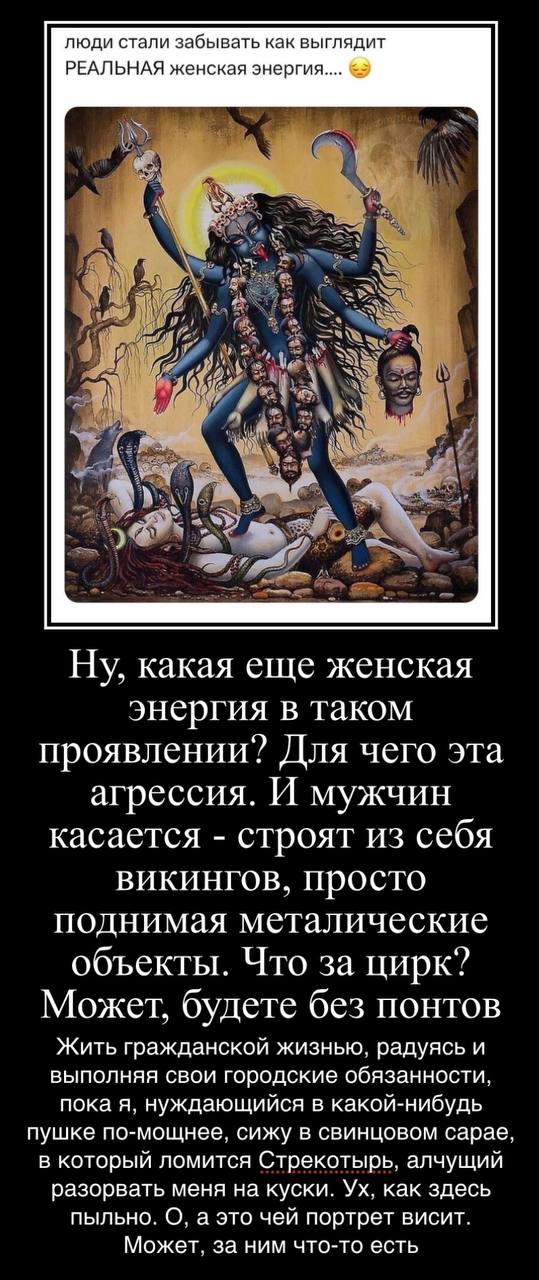 люди стали забывать как выглядит
РЕАЛЬНАЯ женская энергия.... 😔
Ну, какая еще женская
энергия в таком
проявлении? Для чего эта
агрессия. И мужчин
касается - строят из себя
викингов, просто
поднимая металические
объекты. Что за цирк?
Может, будете без понтов
Жить гражданской жизнью, радуясь и
выполняя свои городские обязанности,
пока я, нуждающийся в какой-нибудь
пушке по-мощнее, сижу в свинцовом сарае,
в который ломится Стрекотырь, алчущий
разорвать меня на куски. Ух, как здесь
пыльно. О, а это чей портрет висит.
Может, за ним что-то есть